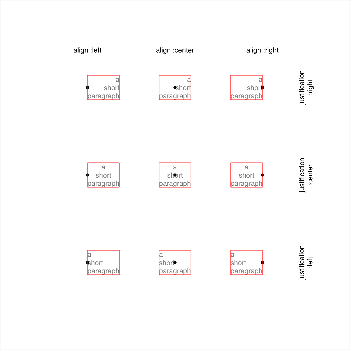 align :left align :center align :right
a a a
short short short
paragraph paragraph paragraph
justification
:right
a a a
short short short
paragraph paragraph paragraph
justification
:center
a a a
short short short
paragraph paragraph paragraph
justification
:left